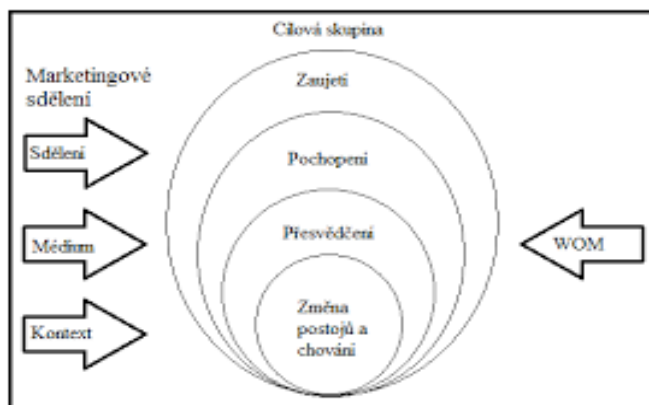 Cílová skupina
Zaujetí
Marketingové
sdělení
Sdělení
Pochopení
Médium
Přesvědčení
WOM
Kontext
Změna
postojů a
chování